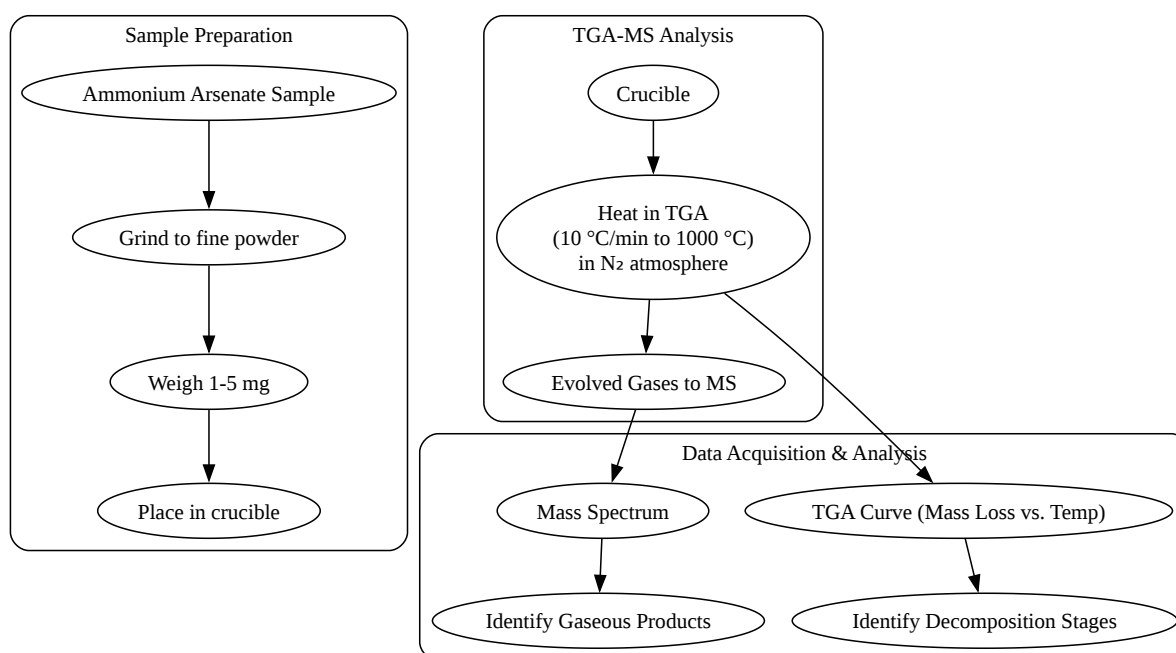 Sample Preparation
Ammonium Arsenate Sample
Grind to fine powder
Weigh 1-5 mg
Place in crucible
TGA-MS Analysis
Crucible
Heat in TGA
(10 °C/min to 1000 °C)
in N₂ atmosphere
Evolved Gases to MS
Data Acquisition & Analysis
Mass Spectrum
TGA Curve (Mass Loss vs. Temp)
Identify Gaseous Products
Identify Decomposition Stages